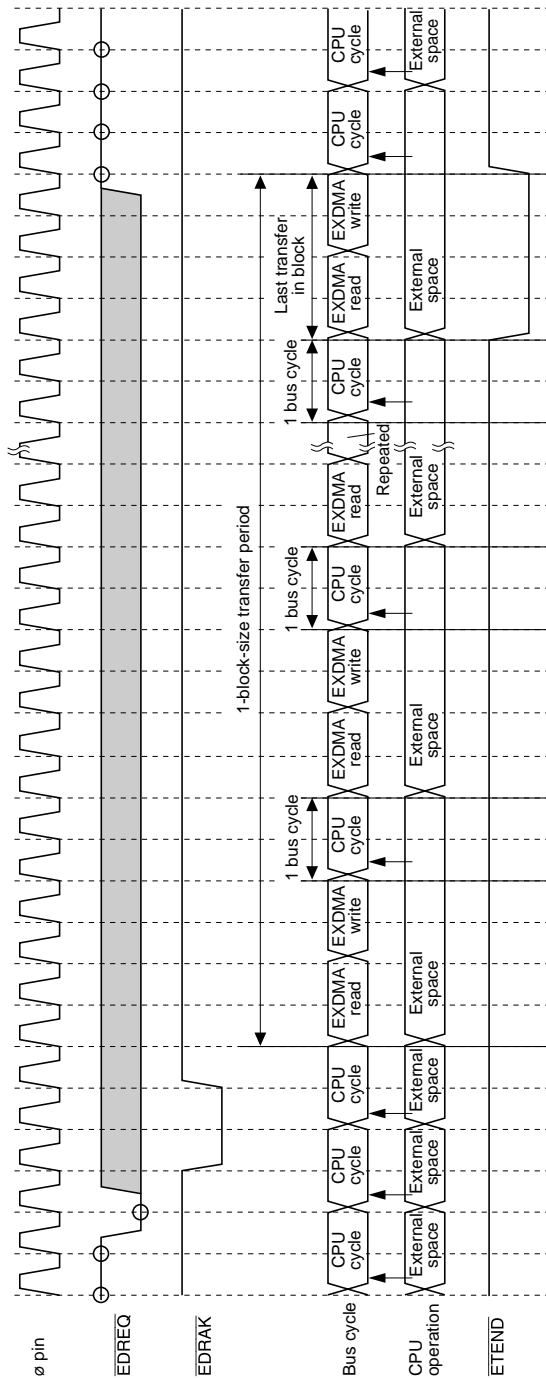 ø pin
EDREQ
EDRAK
1-block-size transfer period
1 bus cycle
1 bus cycle
1 bus cycle
Last transfer
in block
Bus cycle
CPU
cycle
CPU
cycle
CPU
cycle
EXDMA
read
EXDMA
write
CPU
cycle
EXDMA
read
EXDMA
write
CPU
cycle
EXDMA
read
Repeated
CPU
cycle
EXDMA
read
EXDMA
write
CPU
cycle
CPU
cycle
CPU
operation
External
space
External
space
External
space
External
space
External
space
External
space
External
space
External
space
ETEND